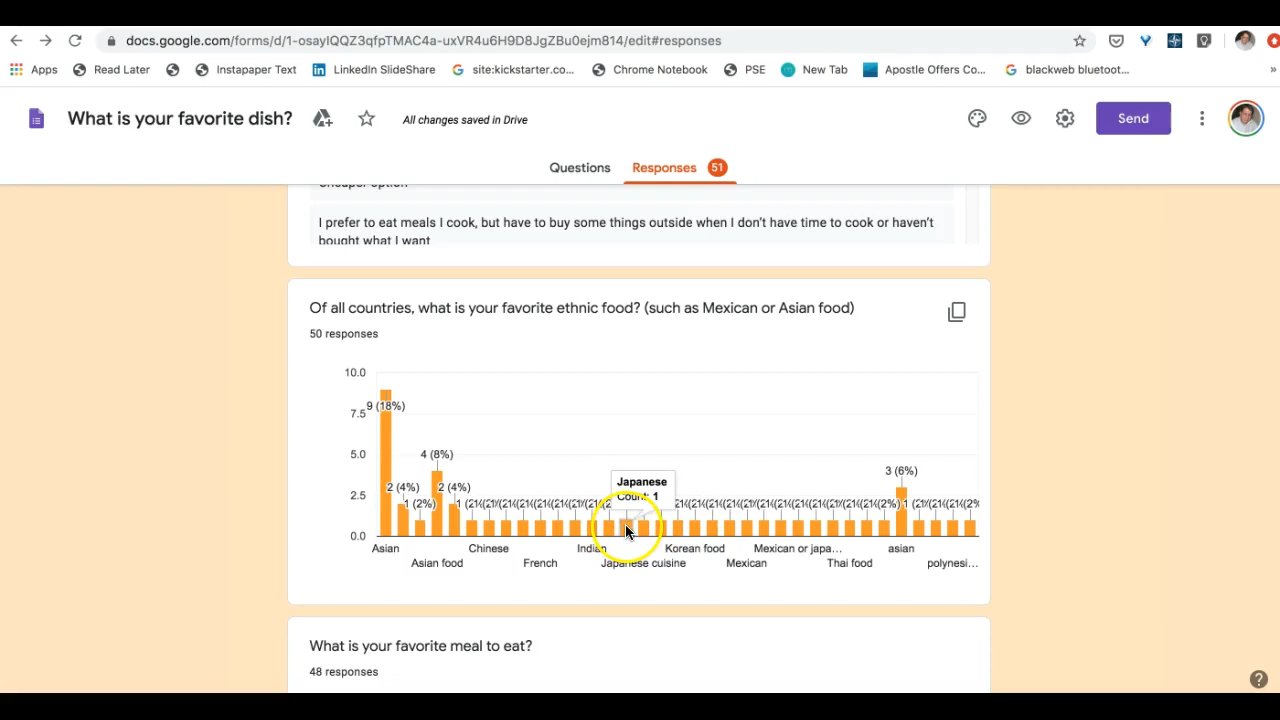 docs.google.com/forms/d/1-osaylQQZ3qfpTMAC4a-uxVR4u6H9D8JgZBu0ejm814/edit#responses
Apps Read Later Instapaper Text LinkedIn SlideShare site:kickstarter.co... Chrome Notebook PSE New Tab Apostle Offers Co... blackweb bluetoot... »
What is your favorite dish? All changes saved in Drive Send
Questions Responses 51
Cheaper option
I prefer to eat meals I cook, but have to buy some things outside when I don't have time to cook or haven't
bought what I want
Of all countries, what is your favorite ethnic food? (such as Mexican or Asian food)
50 responses
10.0
9 (18%)
7.5
5.0
4 (8%)
3 (6%)
Japanese
Count: 1
2 (4%) 2 (4%)
2.5
1 (2%)
0.0
Asian Chinese Indian Korean food Mexican or japa... asian
Asian food French Japanese cuisine Mexican Thai food polynesi...
What is your favorite meal to eat?
48 responses